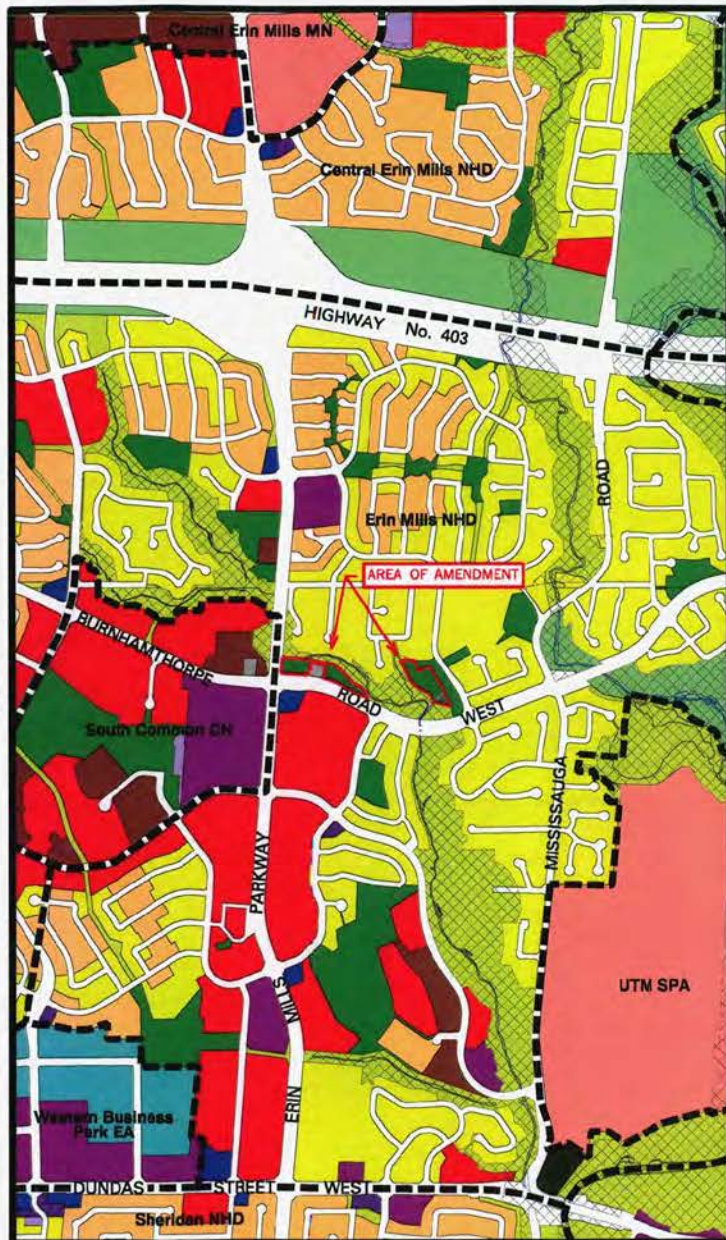 Central Erin Mills MN
Central Erin Mills NHD
HIGHWAY No. 403
ROAD
Erin Mills NHD
AREA OF AMENDMENT
BURNHAMTHORPE
ROAD
WEST
South Common CN
MISSISSAUGA
PARKWAY
UTM SPA
MILLS
ERIN
Western Business
Park EA
DUNDAS STREET WEST
Sheridan NHD